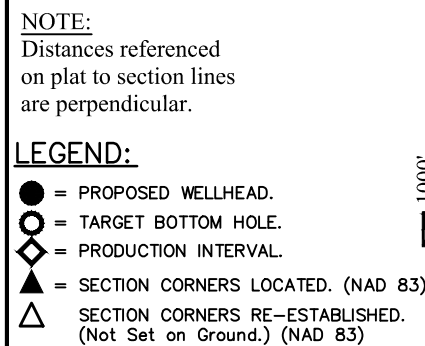 NOTE:
Distances referenced
on plat to section lines
are perpendicular.
LEGEND:
= PROPOSED WELLHEAD.
= TARGET BOTTOM HOLE.
= PRODUCTION INTERVAL.
= SECTION CORNERS LOCATED. (NAD 83)
SECTION CORNERS RE-ESTABLISHED.
(Not Set on Ground.) (NAD 83)
1000'